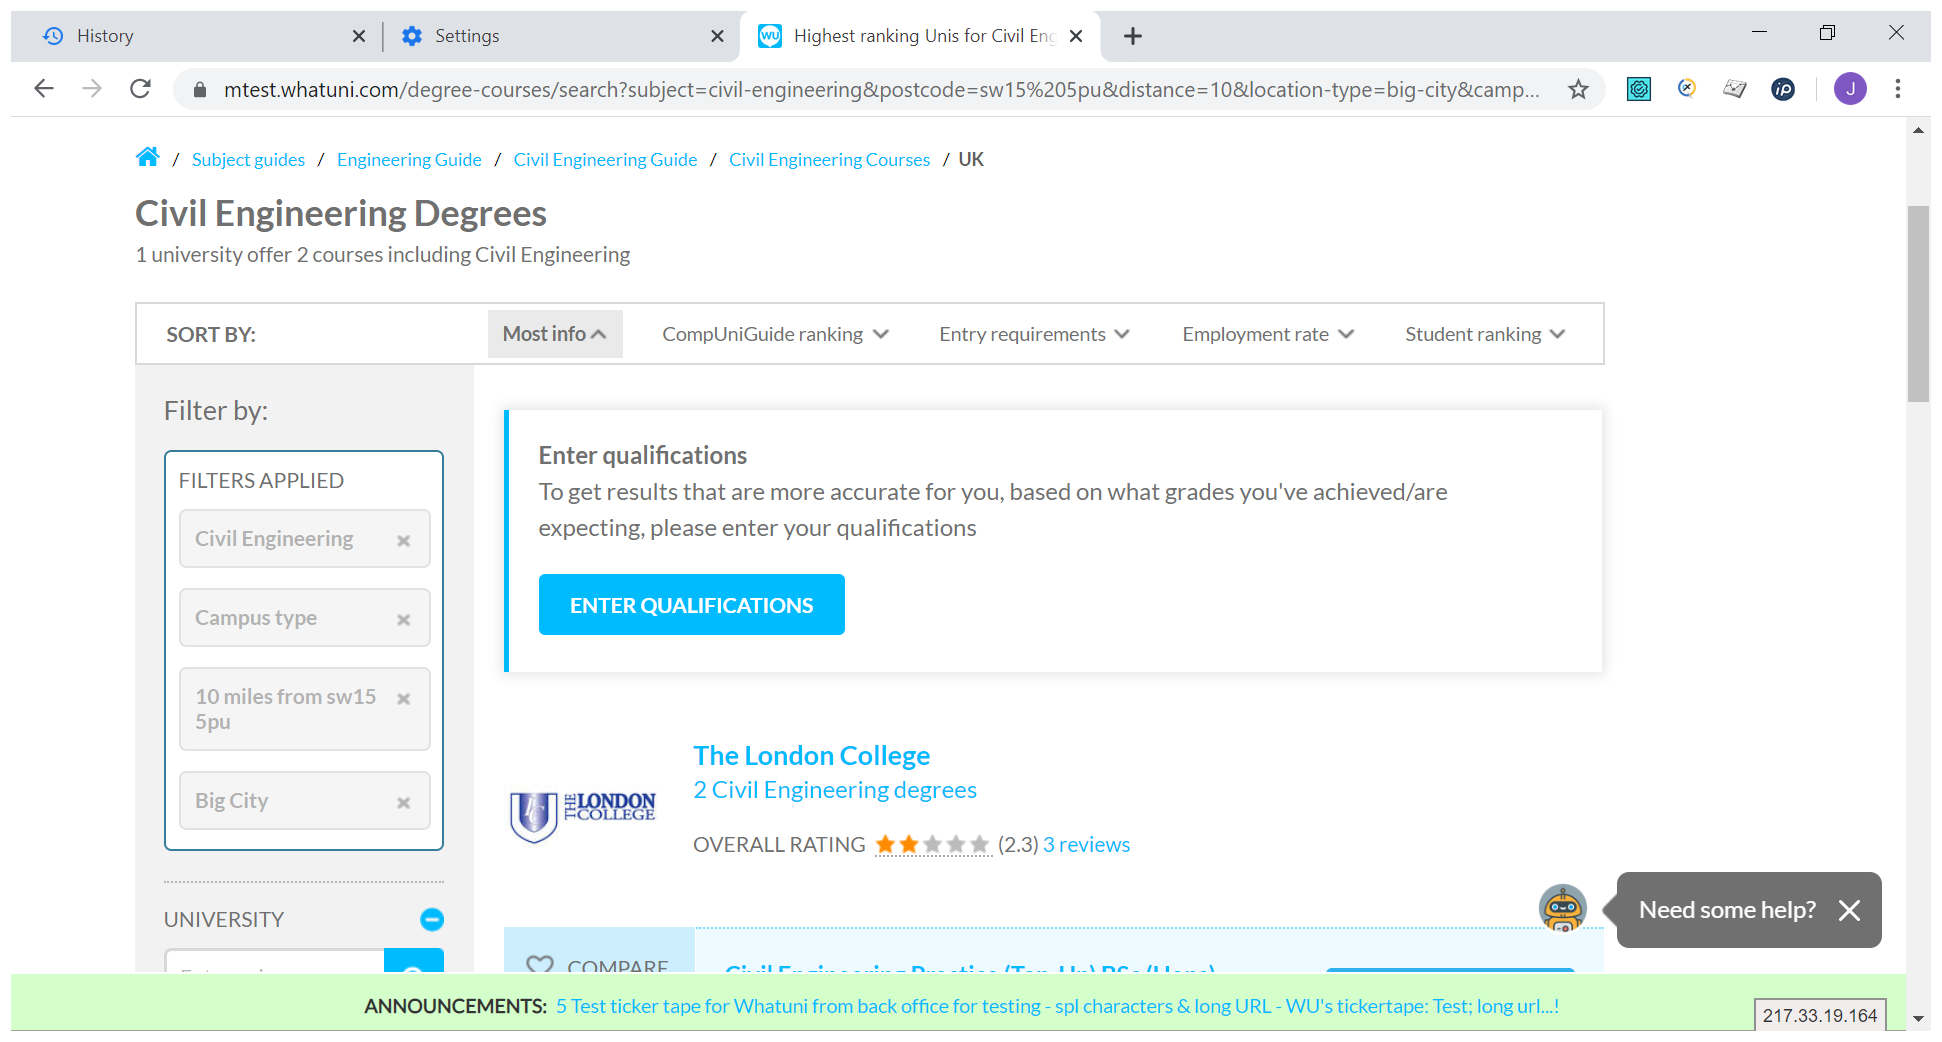 History
Settings
Highest ranking Unis for Civil Eng
mtest.whatuni.com/degree-courses/search?subject=civil-engineering&postcode=sw15%205pu&distance=10&location-type=big-city&camp...
J
/ Subject guides / Engineering Guide / Civil Engineering Guide / Civil Engineering Courses / UK
Civil Engineering Degrees
1 university offer 2 courses including Civil Engineering
SORT BY: Most info CompUniGuide ranking Entry requirements Employment rate Student ranking
Filter by:
FILTERS APPLIED
Civil Engineering
Campus type
10 miles from sw15
5pu
Big City
UNIVERSITY
Enter qualifications
To get results that are more accurate for you, based on what grades you've achieved/are
expecting, please enter your qualifications
ENTER QUALIFICATIONS
THE LONDON COLLEGE
The London College
2 Civil Engineering degrees
OVERALL RATING (2.3) 3 reviews
Need some help?
COMPARE
Civil Engineering Practice (Top-Up) BSc (Hons)
ANNOUNCEMENTS: 5 Test ticker tape for Whatuni from back office for testing - spl characters & long URL - WU's tickertape: Test; long url...!
217.33.19.164